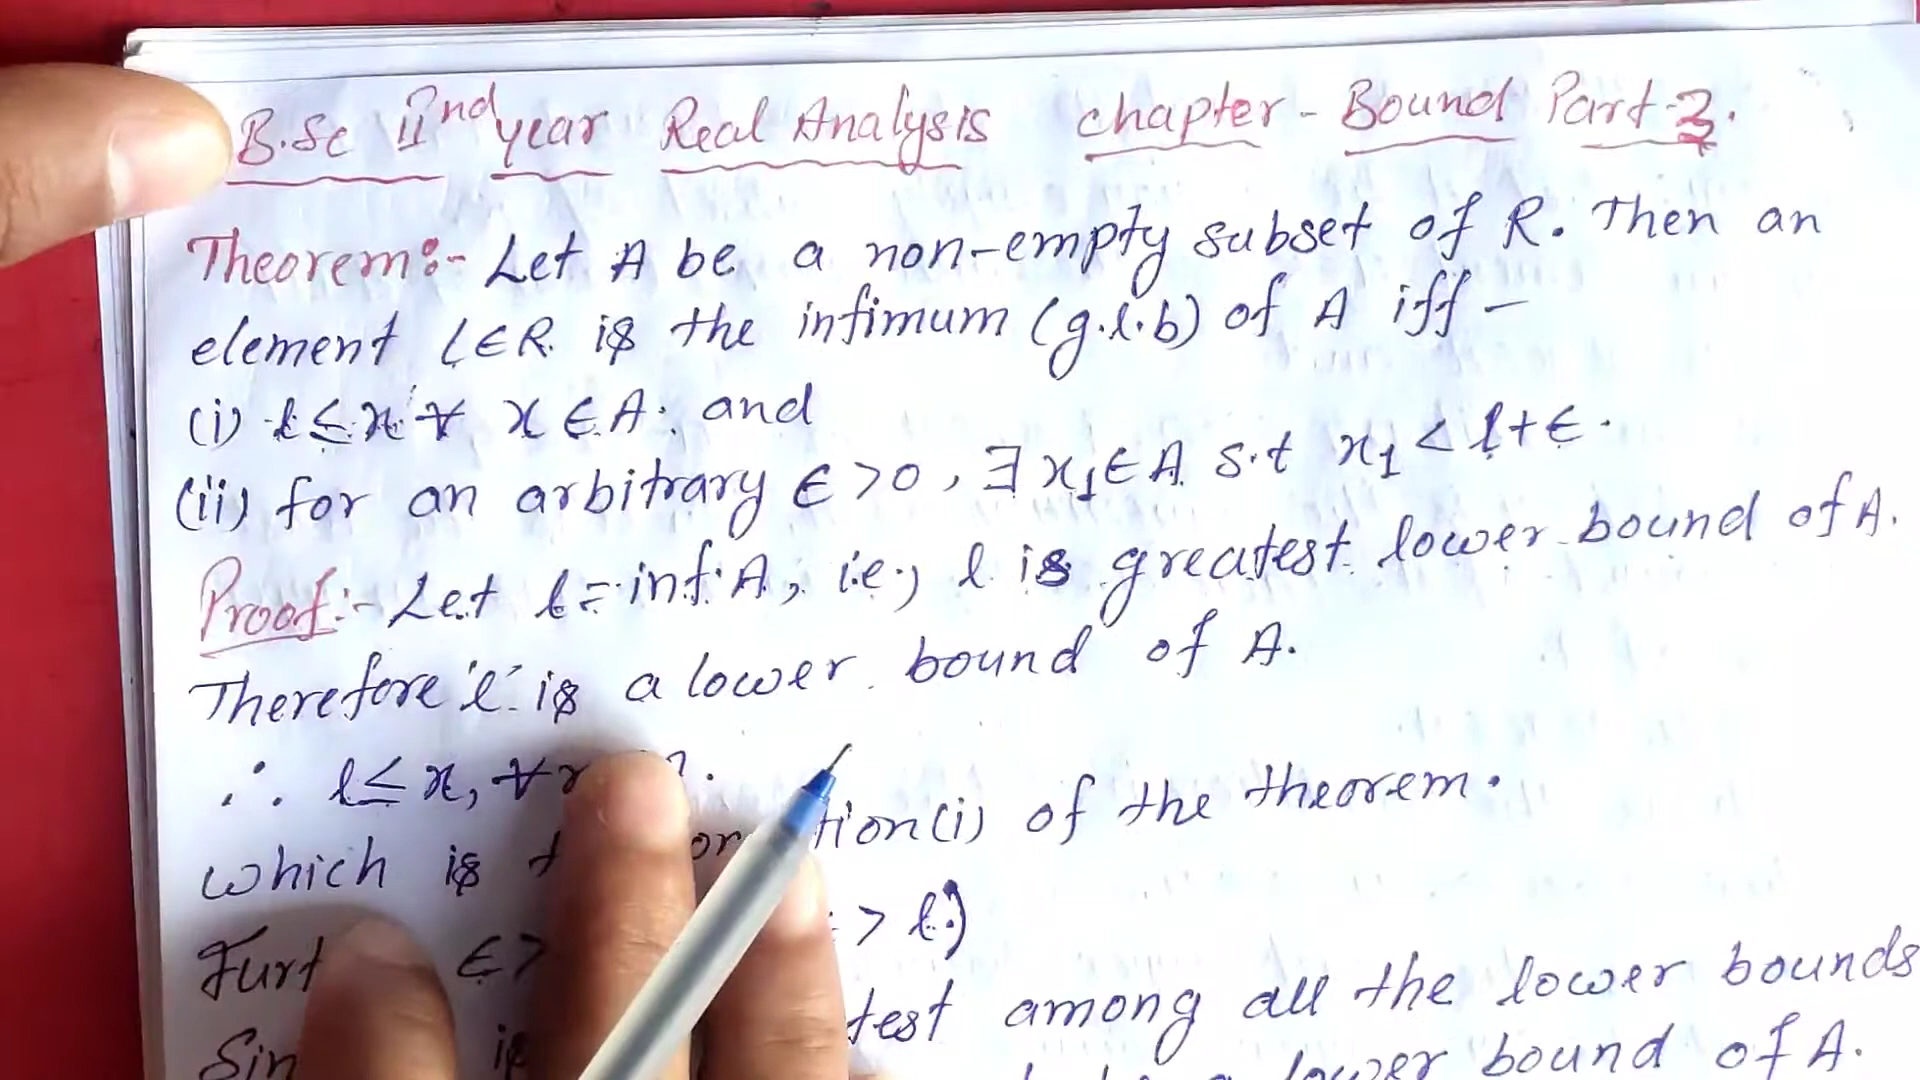 B.Sc IInd year Real Analysis chapter - Bound Part-3.
Theorem:- Let A be a non-empty subset of R. Then an
element l∈R is the infimum (g.l.b) of A iff -
(i) l≤x ∀ x∈A; and
(ii) for an arbitrary ∈>0, ∃ x₁∈A s.t x₁ < l+∈.
Proof:- Let l = inf.A, i.e., l is greatest lower bound of A.
Therefore 'l' is a lower bound of A.
∴ l≤x, ∀
which is tion(i) of the theorem.
Furt ∈> > l.)
Sin is test among all the lower bounds
a lower bound of A.